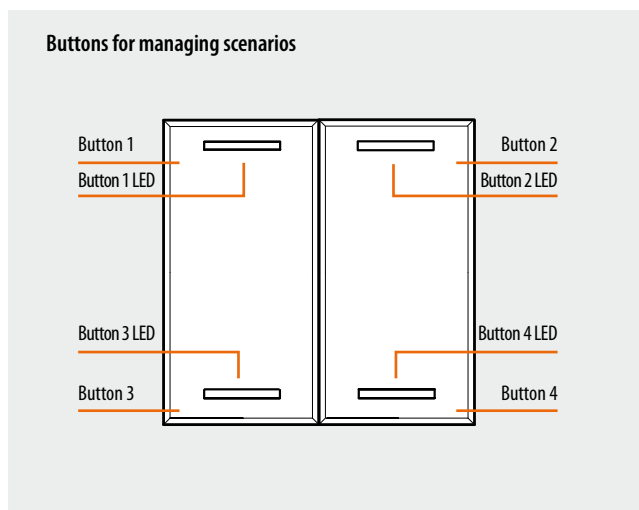 Buttons for managing scenarios
Button 1
Button 2
Button 1 LED
Button 2 LED
Button 3 LED
Button 4 LED
Button 3
Button 4